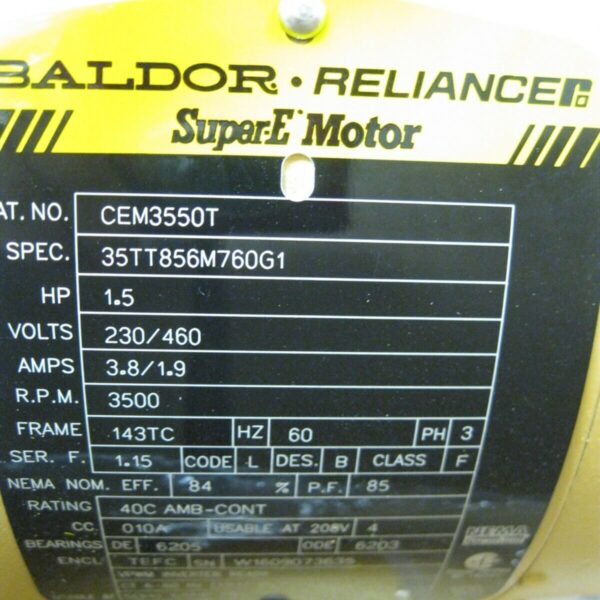 BALDOR • RELIANCER
Super-E Motor
AT. NO. CEM3550T
SPEC. 35TT856M760G1
HP 1.5
VOLTS 230/460
AMPS 3.8/1.9
R.P.M. 3500
FRAME 143TC HZ 60 PH 3
SER. F. 1.15 CODE L DES. B CLASS F
NEMA NOM. EFF. 84 % P.F. 85
RATING 40C AMB-CONT
CC 010A USABLE AT 208V 4
BEARINGS DE 6205 ODE 6203
ENCL TEFC SN W1609073639